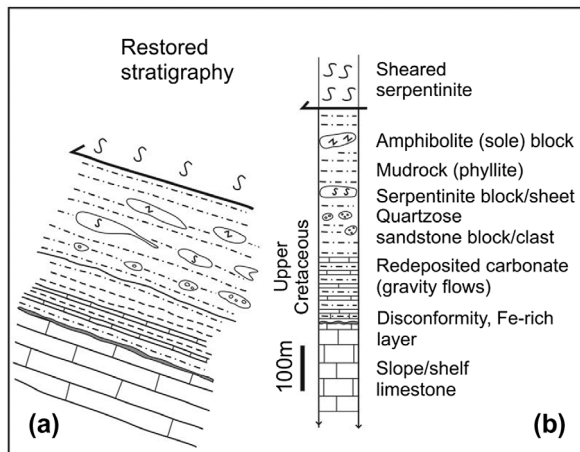 Restored
stratigraphy
Sheared
serpentinite
Amphibolite (sole) block
Mudrock (phyllite)
Serpentinite block/sheet
Quartzose
sandstone block/clast
Redeposited carbonate
(gravity flows)
Disconformity, Fe-rich
layer
Slope/shelf
limestone
Upper
Cretaceous
100m
(a)
(b)